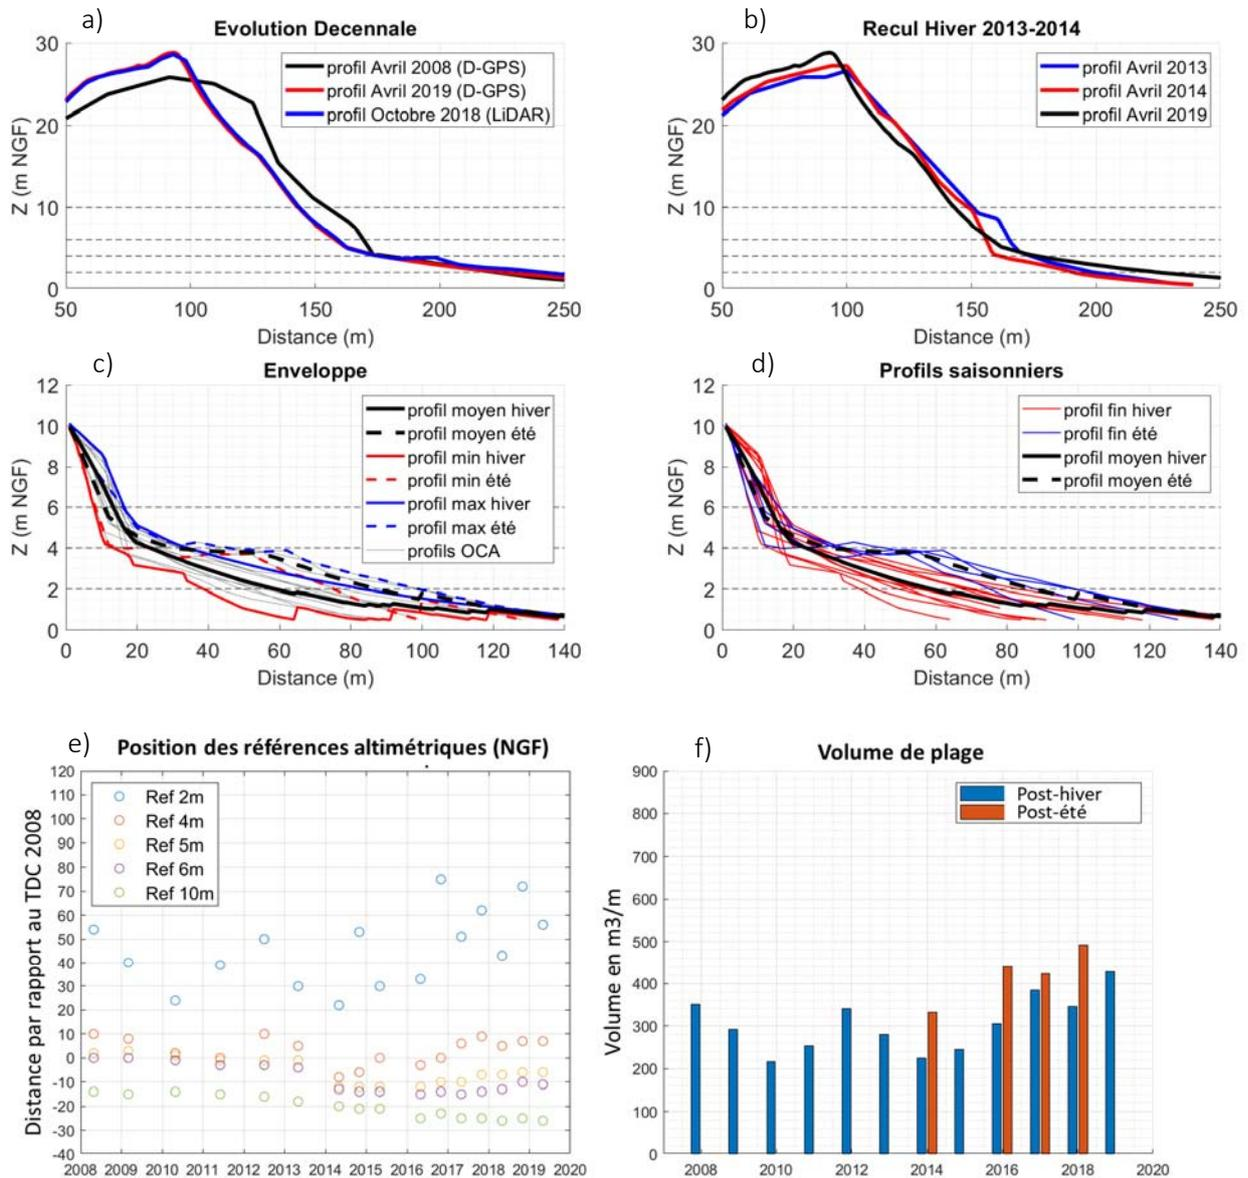 a)
Evolution Decennale
30
20
10
0
Z (m NGF)
profil Avril 2008 (D-GPS)
profil Avril 2019 (D-GPS)
profil Octobre 2018 (LiDAR)
50 100 150 200 250
Distance (m)
b)
Recul Hiver 2013-2014
30
20
10
0
Z (m NGF)
profil Avril 2013
profil Avril 2014
profil Avril 2019
50 100 150 200 250
Distance (m)
c)
Enveloppe
12
10
8
6
4
2
0
Z (m NGF)
profil moyen hiver
profil moyen été
profil min hiver
profil min été
profil max hiver
profil max été
profils OCA
0 20 40 60 80 100 120 140
Distance (m)
d)
Profils saisonniers
12
10
8
6
4
2
0
Z (m NGF)
profil fin hiver
profil fin été
profil moyen hiver
profil moyen été
0 20 40 60 80 100 120 140
Distance (m)
e)
Position des références altimétriques (NGF)
120
110
100
90
80
70
60
50
40
30
20
10
0
-10
-20
-30
-40
Distance par rapport au TDC 2008
Ref 2m
Ref 4m
Ref 5m
Ref 6m
Ref 10m
2008 2009 2010 2011 2012 2013 2014 2015 2016 2017 2018 2019 2020
f)
Volume de plage
900
800
700
600
500
400
300
200
100
0
Volume en m3/m
Post-hiver
Post-été
2008 2010 2012 2014 2016 2018 2020